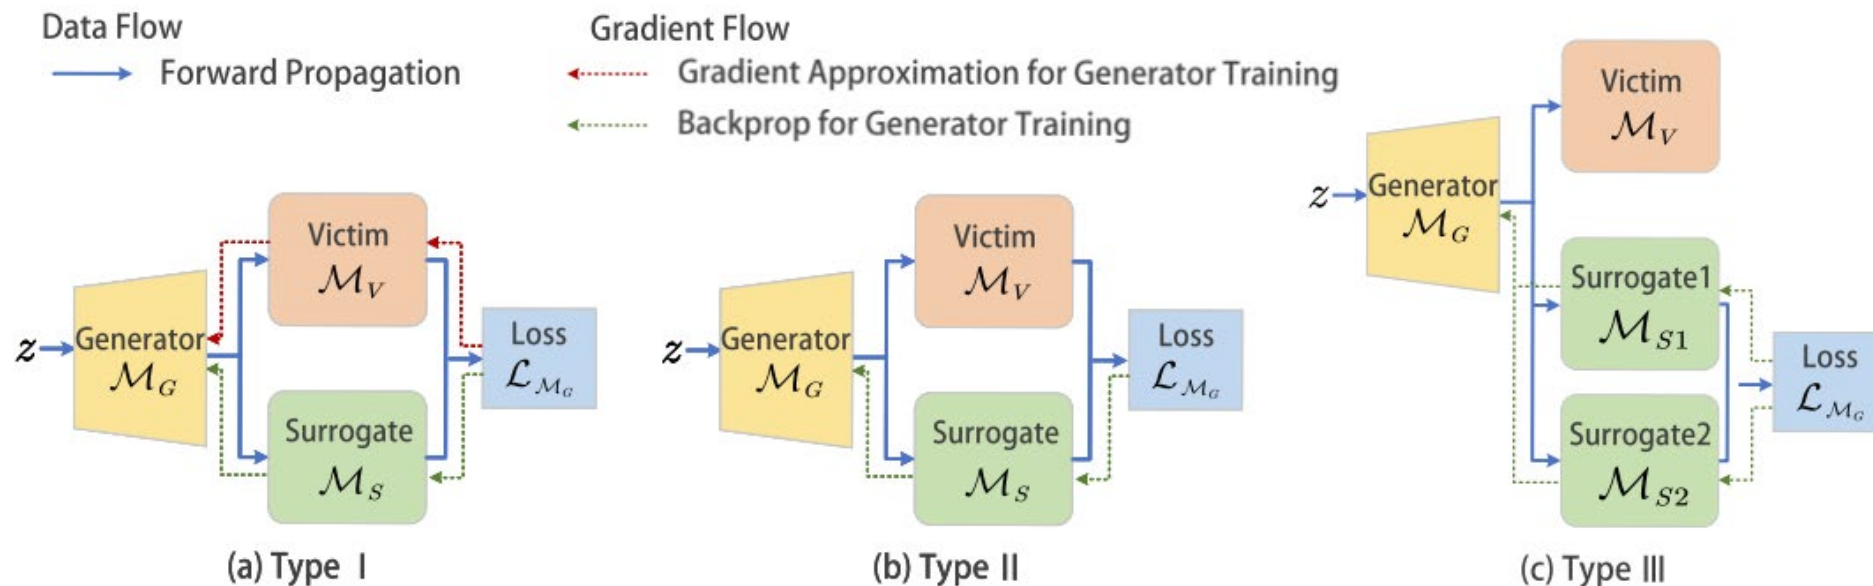 Data Flow
Forward Propagation
Gradient Flow
Gradient Approximation for Generator Training
Backprop for Generator Training
z
Generator
M_G
Victim
M_V
Surrogate
M_S
Loss
L_{M_G}
(a) Type I
z
Generator
M_G
Victim
M_V
Surrogate
M_S
Loss
L_{M_G}
(b) Type II
z
Generator
M_G
Victim
M_V
Surrogate1
M_{S1}
Surrogate2
M_{S2}
Loss
L_{M_G}
(c) Type III